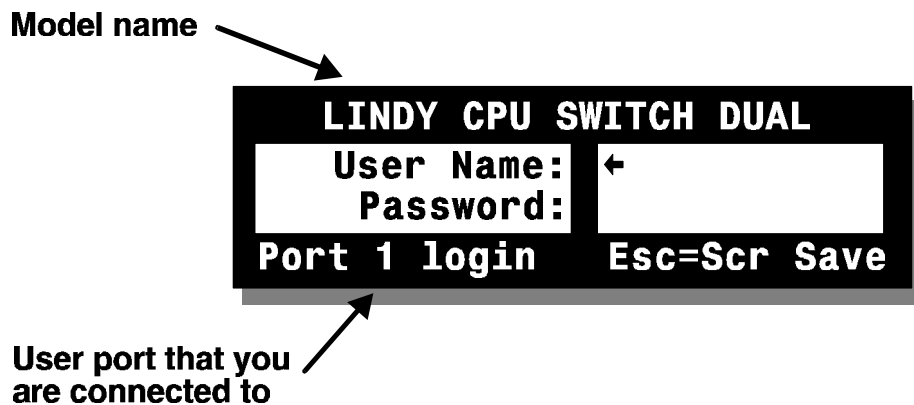 Model name
LINDY CPU SWITCH DUAL
User Name: ←
Password:
Port 1 login Esc=Scr Save
User port that you
are connected to